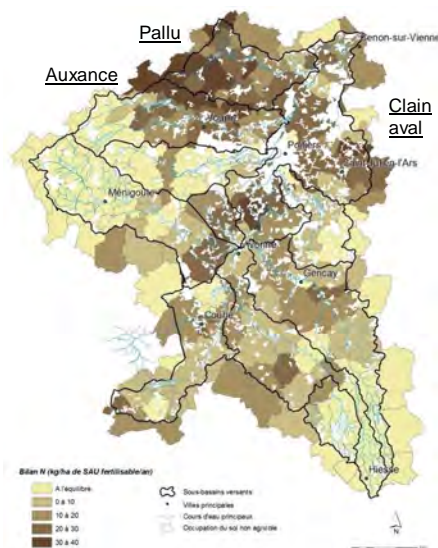 Pallu
Cenon-sur-Vienne
Auxance
Clain
aval
Vouillé
Poitiers
Saint-Julien-l'Ars
Ménigoute
Vivonne
Gençay
Couhé
Hiesse
Bilan N (kg/ha de SAU fertilisable/an)
A l'équilibre
0 à 10
10 à 20
20 à 30
30 à 40
Sous-bassins versants
Villes principales
Cours d'eau principaux
Occupation du sol non agricole
N